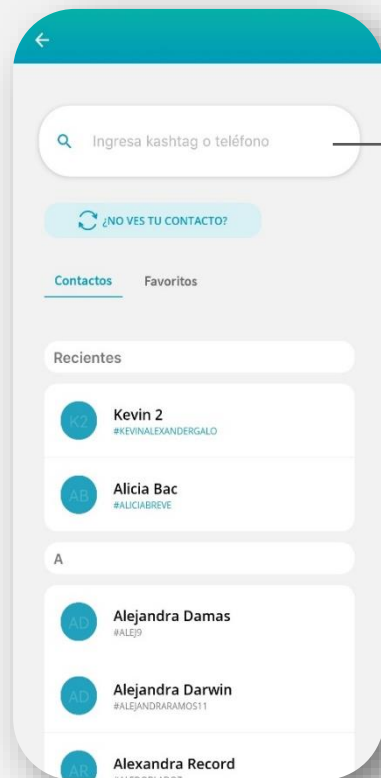 Ingresa kashtag o teléfono
¿NO VES TU CONTACTO?
Contactos Favoritos
Recientes
K2
Kevin 2
#KEVINALEXANDERGALO
AB
Alicia Bac
#ALICIABREVE
A
AD
Alejandra Damas
#ALEJ9
AD
Alejandra Darwin
#ALEJANDRARAMOS11
AR
Alexandra Record